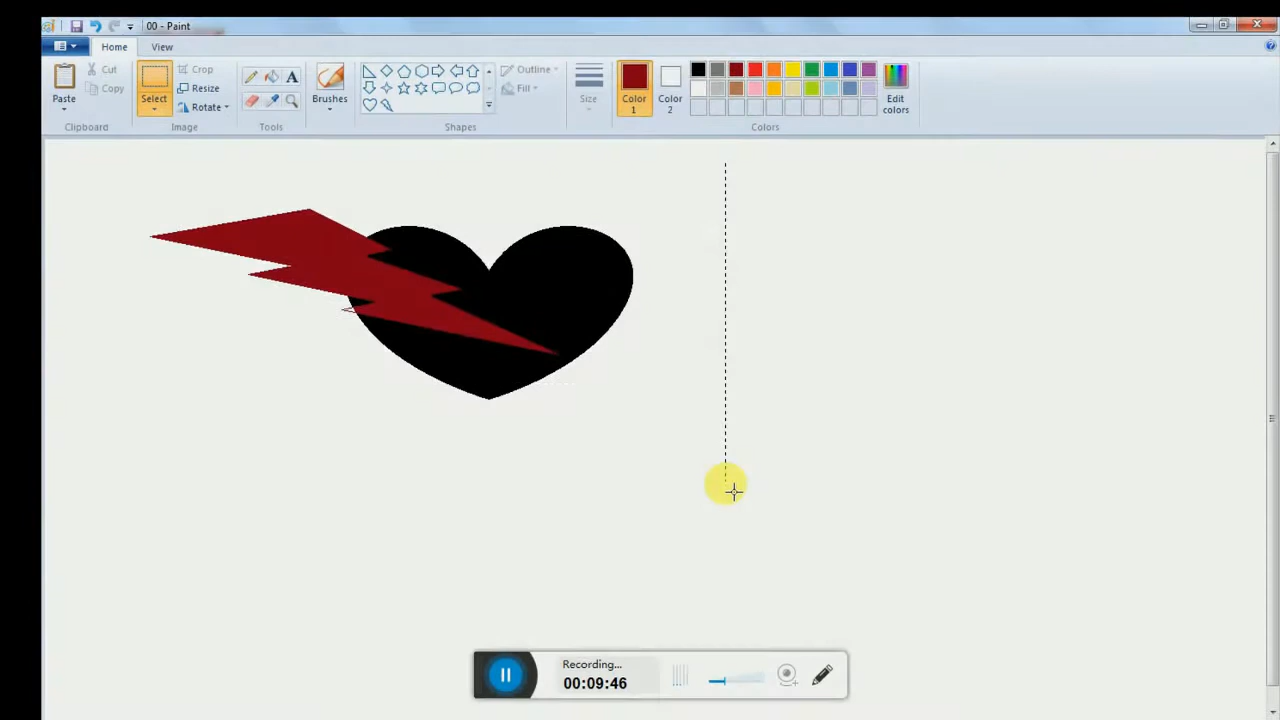 00 - Paint
Home View
Cut
Copy
Paste
Clipboard
Select
Crop
Resize
Rotate
Image
A
Tools
Brushes
Outline
Fill
Shapes
Size
Color 1
Color 2
Edit colors
Colors
Recording...
00:09:46